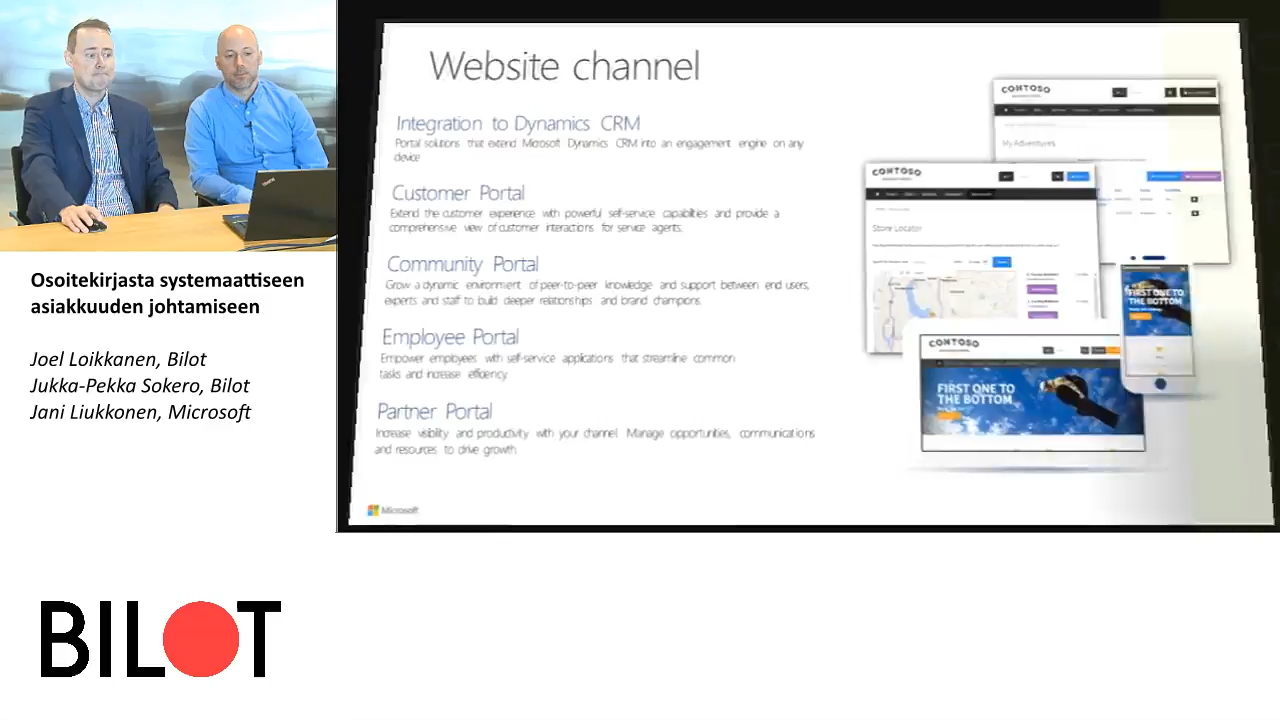 Website channel
Integration to Dynamics CRM
Portal solutions that extend Microsoft Dynamics CRM into an engagement engine on any
device
Customer Portal
Extend the customer experience with powerful self-service capabilities and provide a
comprehensive view of customer interactions for service agents.
Community Portal
Grow a dynamic environment of peer-to-peer knowledge and support between end users,
experts and staff to build deeper relationships and brand champions.
Employee Portal
Empower employees with self-service applications that streamline common
tasks and increase efficiency.
Partner Portal
Increase visibility and productivity with your channel. Manage opportunities, communications
and resources to drive growth.
Microsoft
CONTOSO
My Adventures
CONTOSO
Store Locator
FIRST ONE TO
THE BOTTOM
CONTOSO
FIRST ONE TO
THE BOTTOM
Osoitekirjasta systemaattiseen
asiakkuuden johtamiseen
Joel Loikkanen, Bilot
Jukka-Pekka Sokero, Bilot
Jani Liukkonen, Microsoft
BILOT